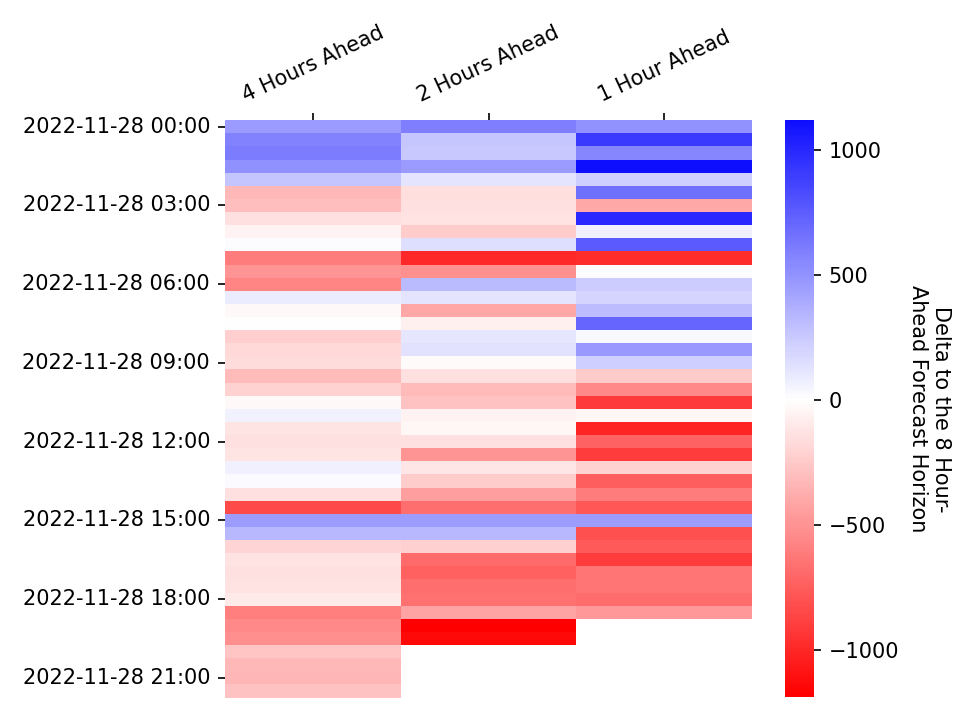 4 Hours Ahead
2 Hours Ahead
1 Hour Ahead
2022-11-28 00:00
2022-11-28 03:00
2022-11-28 06:00
2022-11-28 09:00
2022-11-28 12:00
2022-11-28 15:00
2022-11-28 18:00
2022-11-28 21:00
1000
500
0
−500
−1000
Delta to the 8 Hour-
Ahead Forecast Horizon